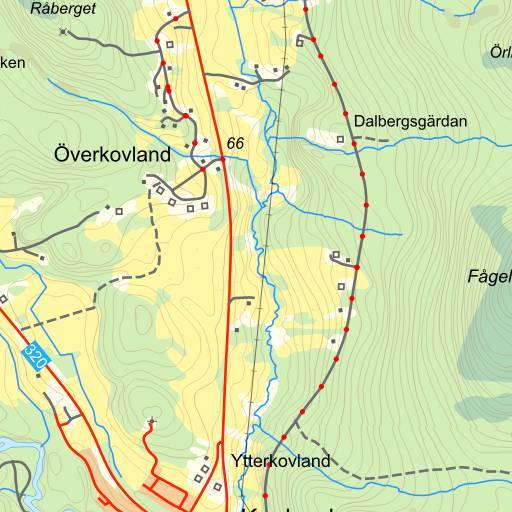 Råberget
ken
Örl
Dalbergsgärdan
66
Överkovland
Fågel
320
Ytterkovland